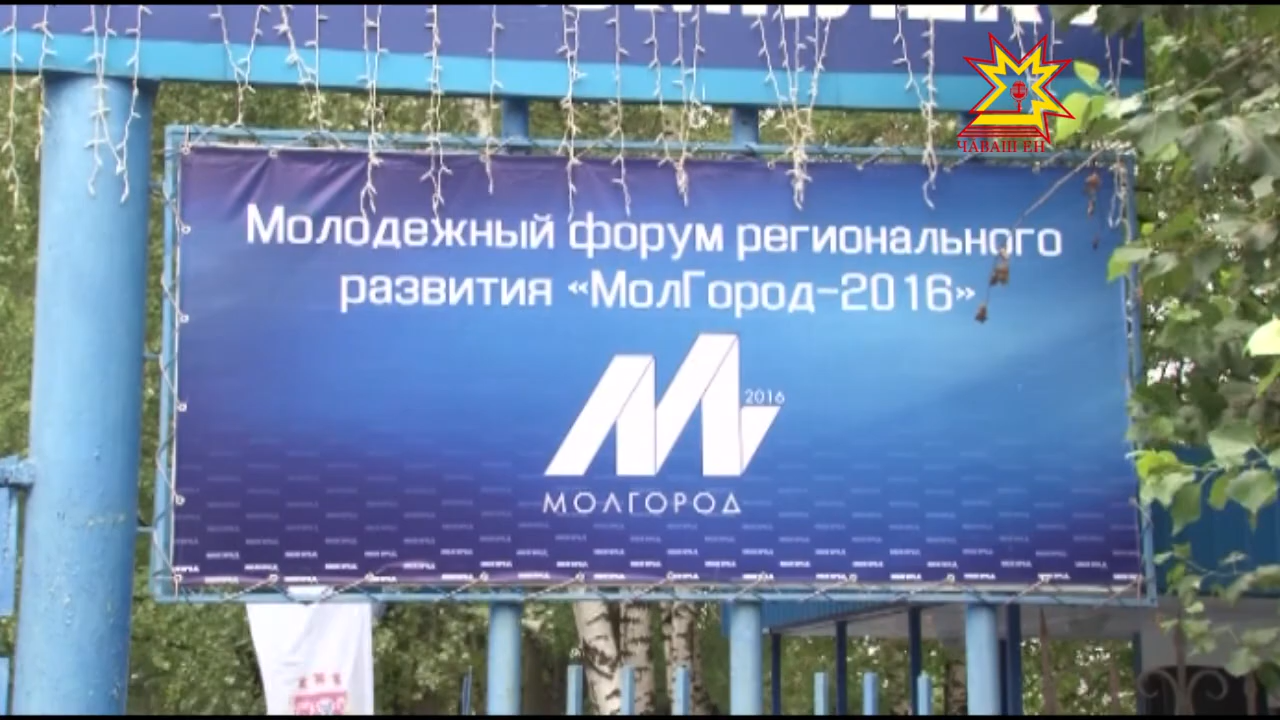 ЧАВАШ ЕН
Молодежный форум регионального
развития «МолГород-2016»
2016
МОЛГОРОД